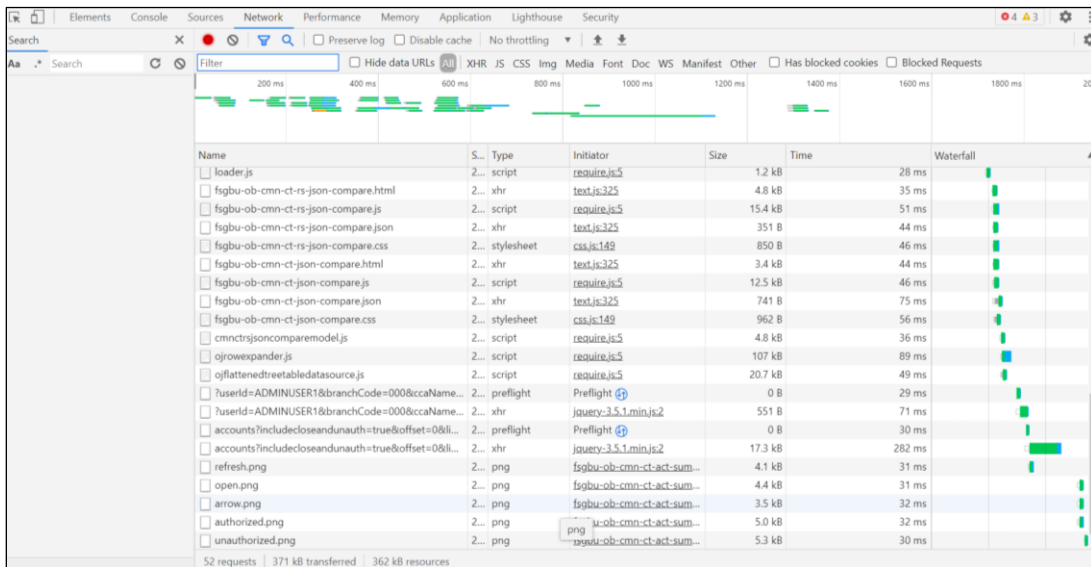 Elements Console Sources Network Performance Memory Application Lighthouse Security 4 3
Search Preserve log Disable cache No throttling
Aa .* Search Filter Hide data URLs All XHR JS CSS Img Media Font Doc WS Manifest Other Has blocked cookies Blocked Requests
200 ms 400 ms 600 ms 800 ms 1000 ms 1200 ms 1400 ms 1600 ms 1800 ms 20
Name S... Type Initiator Size Time Waterfall
loader.js 2... script require.js:5 1.2 kB 28 ms
fsgbu-ob-cmn-ct-rs-json-compare.html 2... xhr text.js:325 4.8 kB 35 ms
fsgbu-ob-cmn-ct-rs-json-compare.js 2... script require.js:5 15.4 kB 51 ms
fsgbu-ob-cmn-ct-rs-json-compare.json 2... xhr text.js:325 351 B 44 ms
fsgbu-ob-cmn-ct-rs-json-compare.css 2... stylesheet css.js:149 850 B 46 ms
fsgbu-ob-cmn-ct-json-compare.html 2... xhr text.js:325 3.4 kB 44 ms
fsgbu-ob-cmn-ct-json-compare.js 2... script require.js:5 12.5 kB 46 ms
fsgbu-ob-cmn-ct-json-compare.json 2... xhr text.js:325 741 B 75 ms
fsgbu-ob-cmn-ct-json-compare.css 2... stylesheet css.js:149 962 B 56 ms
cmnctrsjsoncomparemodel.js 2... script require.js:5 4.8 kB 36 ms
ojrowexpander.js 2... script require.js:5 107 kB 89 ms
ojflattenedtreetabledatasource.js 2... script require.js:5 20.7 kB 49 ms
?userId=ADMINUSER1&branchCode=000&ccaName... 2... preflight Preflight 0 B 29 ms
?userId=ADMINUSER1&branchCode=000&ccaName... 2... xhr jquery-3.5.1.min.js:2 551 B 71 ms
accounts?includecloseandunauth=true&offset=0&li... 2... preflight Preflight 0 B 30 ms
accounts?includecloseandunauth=true&offset=0&li... 2... xhr jquery-3.5.1.min.js:2 17.3 kB 282 ms
refresh.png 2... png fsgbu-ob-cmn-ct-act-sum... 4.1 kB 31 ms
open.png 2... png fsgbu-ob-cmn-ct-act-sum... 4.4 kB 31 ms
arrow.png 2... png fsgbu-ob-cmn-ct-act-sum... 3.5 kB 32 ms
authorized.png 2... png u-ob-cmn-ct-act-sum... 5.0 kB 32 ms
png
unauthorized.png 2... png fsgbu-ob-cmn-ct-act-sum... 5.3 kB 30 ms
52 requests 371 kB transferred 362 kB resources